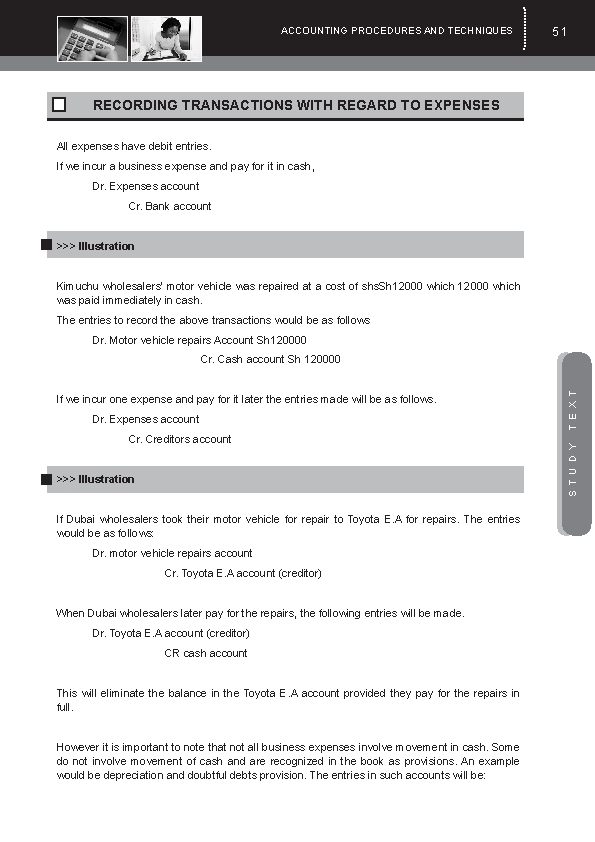 ACCOUNTING PROCEDURES AND TECHNIQUES
51
RECORDING TRANSACTIONS WITH REGARD TO EXPENSES
All expenses have debit entries.
If we incur a business expense and pay for it in cash,
Dr. Expenses account
Cr. Bank account
>>> Illustration
Kimuchu wholesalers' motor vehicle was repaired at a cost of shsSh12000 which 12000 which
was paid immediately in cash.
The entries to record the above transactions would be as follows
Dr. Motor vehicle repairs Account Sh120000
Cr. Cash account Sh 120000
If we incur one expense and pay for it later the entries made will be as follows.
Dr. Expenses account
Cr. Creditors account
STUDY TEXT
>>> Illustration
If Dubai wholesalers took their motor vehicle for repair to Toyota E.A for repairs. The entries
would be as follows:
Dr. motor vehicle repairs account
Cr. Toyota E.A account (creditor)
When Dubai wholesalers later pay for the repairs, the following entries will be made.
Dr. Toyota E.A account (creditor)
CR cash account
This will eliminate the balance in the Toyota E.A account provided they pay for the repairs in
full.
However it is important to note that not all business expenses involve movement in cash. Some
do not involve movement of cash and are recognized in the book as provisions. An example
would be depreciation and doubtful debts provision. The entries in such accounts will be: